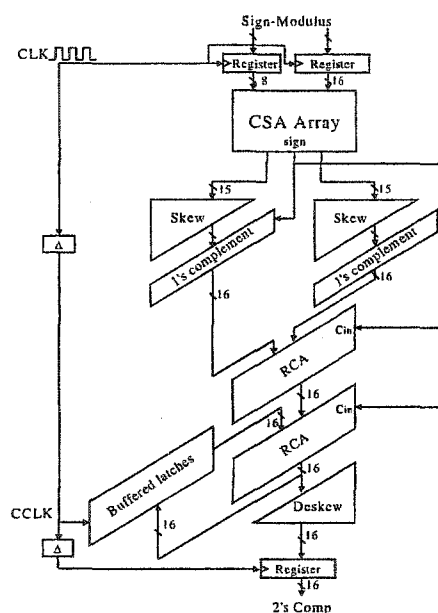 Sign-Modulus
CLK
Register
Register
8
16
CSA Array
sign
15
15
Skew
Skew
1's complement
1's complement
16
16
Cin
RCA
16
16
Cin
RCA
Buffered latches
16
16
Deskew
CCLK
Δ
Δ
16
Register
16
2's Comp